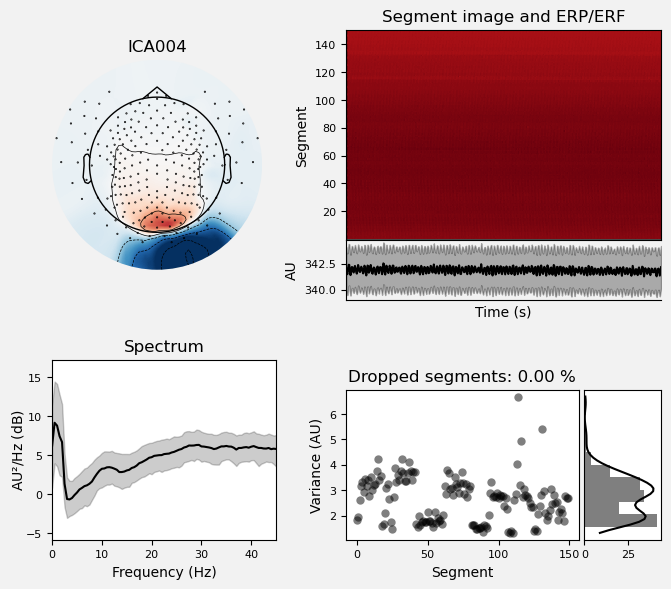 ICA004
Segment image and ERP/ERF
Segment
140
120
100
80
60
40
20
AU
342.5
340.0
Time (s)
Spectrum
AU²/Hz (dB)
15
10
5
0
−5
0 10 20 30 40
Frequency (Hz)
Dropped segments: 0.00 %
Variance (AU)
6
5
4
3
2
0 50 100 150
Segment
0 25